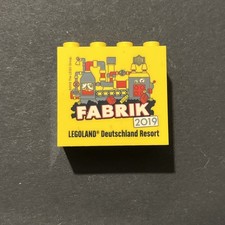 FABRIK
2019
LEGOLAND® Deutschland Resort